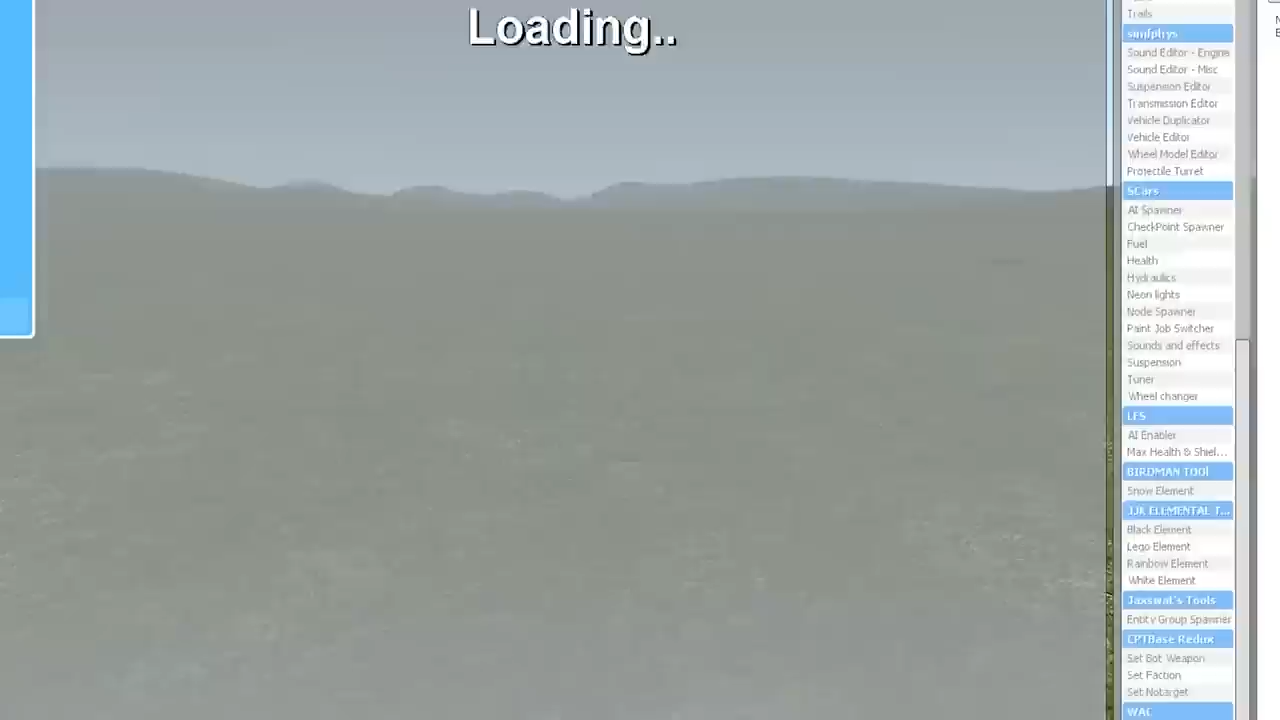 Loading..
Trails
simfphys
Sound Editor - Engine
Sound Editor - Misc
Suspension Editor
Transmission Editor
Vehicle Duplicator
Vehicle Editor
Wheel Model Editor
Projectile Turret
SCars
AI Spawner
CheckPoint Spawner
Fuel
Health
Hydraulics
Neon lights
Node Spawner
Paint Job Switcher
Sounds and effects
Suspension
Tuner
Wheel changer
LFS
AI Enabler
Max Health & Shiel...
BIRDMAN TOOl
Snow Element
JJK ELEMENTAL T...
Black Element
Lego Element
Rainbow Element
White Element
Jaxswat's Tools
Entity Group Spawner
CPTBase Redux
Set Bot Weapon
Set Faction
Set Notarget
WAC